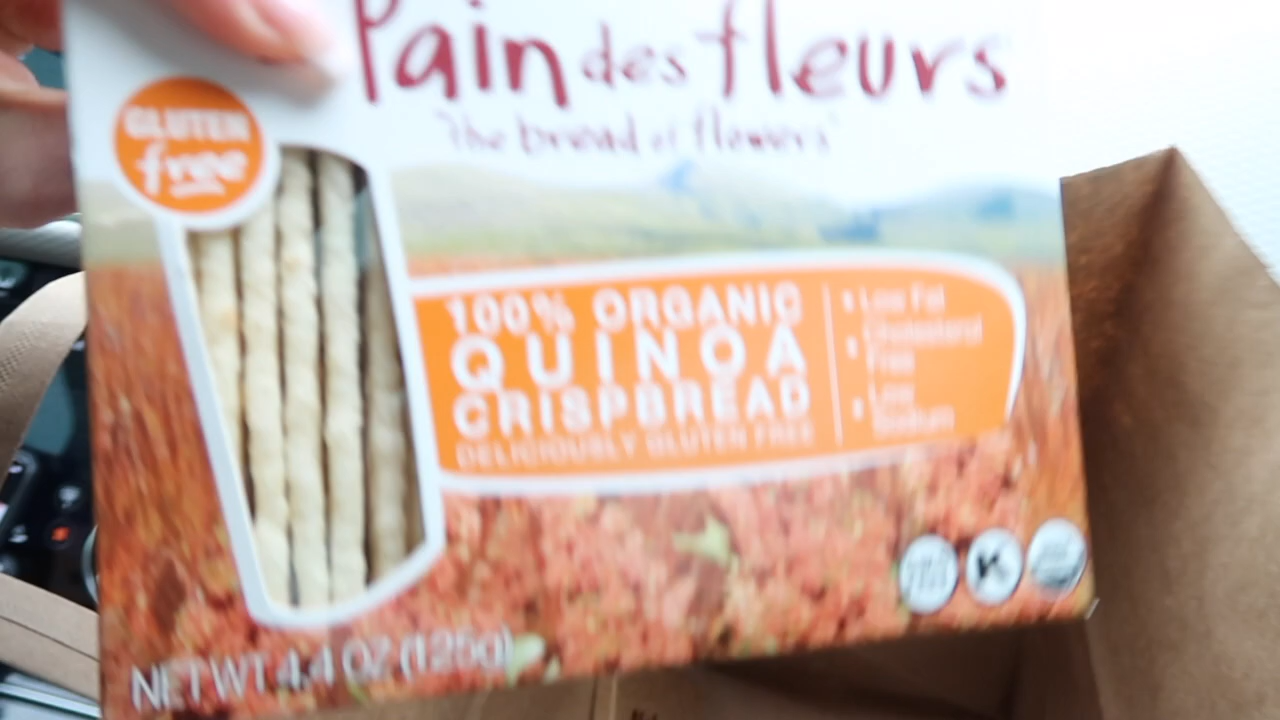 Pain des fleurs
"the bread of flowers"
GLUTEN
free
100% ORGANIC
QUINOA
CRISPBREAD
DELICIOUSLY GLUTEN FREE
• Low Fat
• Cholesterol
Free
• Low
Sodium
K
NET WT 4.4 OZ (125g)